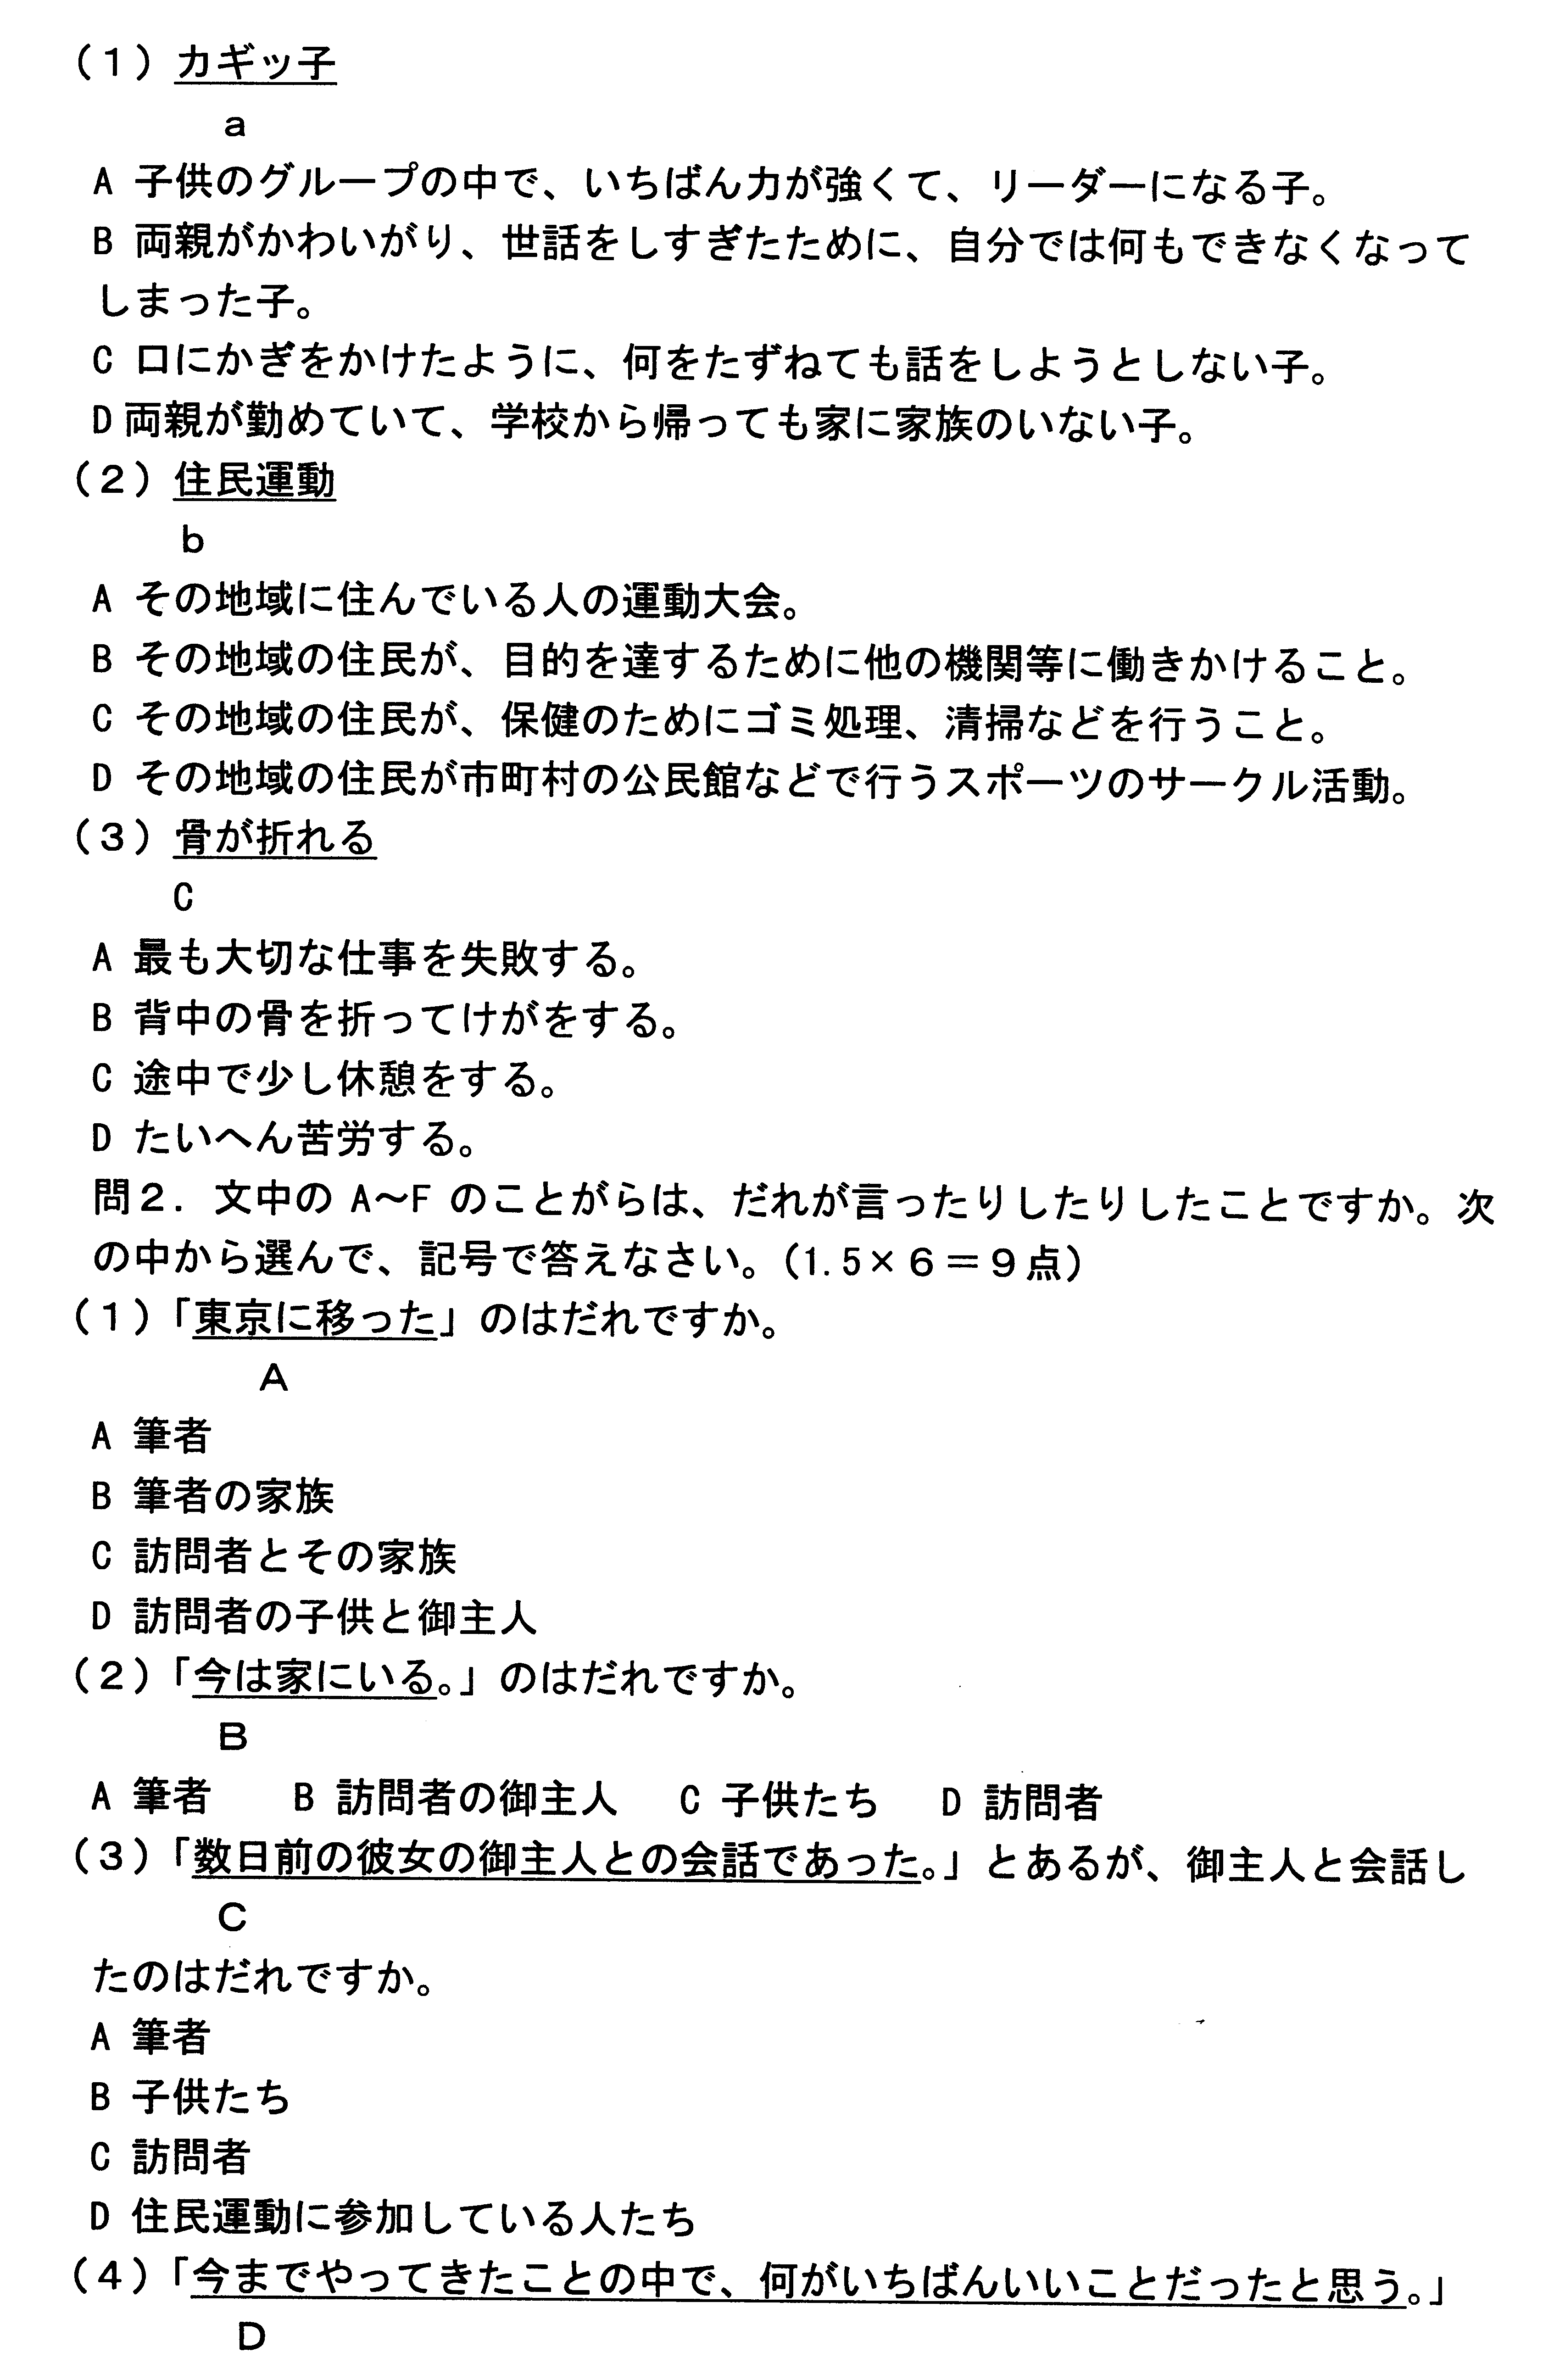 （１）カギッ子
a
A 子供のグループの中で、いちばん力が強くて、リーダーになる子。
B 両親がかわいがり、世話をしすぎたために、自分では何もできなくなって
しまった子。
C 口にかぎをかけたように、何をたずねても話をしようとしない子。
D 両親が勤めていて、学校から帰っても家に家族のいない子。
（２）住民運動
b
A その地域に住んでいる人の運動大会。
B その地域の住民が、目的を達するために他の機関等に働きかけること。
C その地域の住民が、保健のためにゴミ処理、清掃などを行うこと。
D その地域の住民が市町村の公民館などで行うスポーツのサークル活動。
（３）骨が折れる
C
A 最も大切な仕事を失敗する。
B 背中の骨を折ってけがをする。
C 途中で少し休憩をする。
D たいへん苦労する。
問２．文中の A～F のことがらは、だれが言ったりしたりしたことですか。次
の中から選んで、記号で答えなさい。（1.5×６＝９点）
（１）「東京に移った」のはだれですか。
A
A 筆者
B 筆者の家族
C 訪問者とその家族
D 訪問者の子供と御主人
（２）「今は家にいる。」のはだれですか。
B
A 筆者 B 訪問者の御主人 C 子供たち D 訪問者
（３）「数日前の彼女の御主人との会話であった。」とあるが、御主人と会話し
C
たのはだれですか。
A 筆者
B 子供たち
C 訪問者
D 住民運動に参加している人たち
（４）「今までやってきたことの中で、何がいちばんいいことだったと思う。」
D